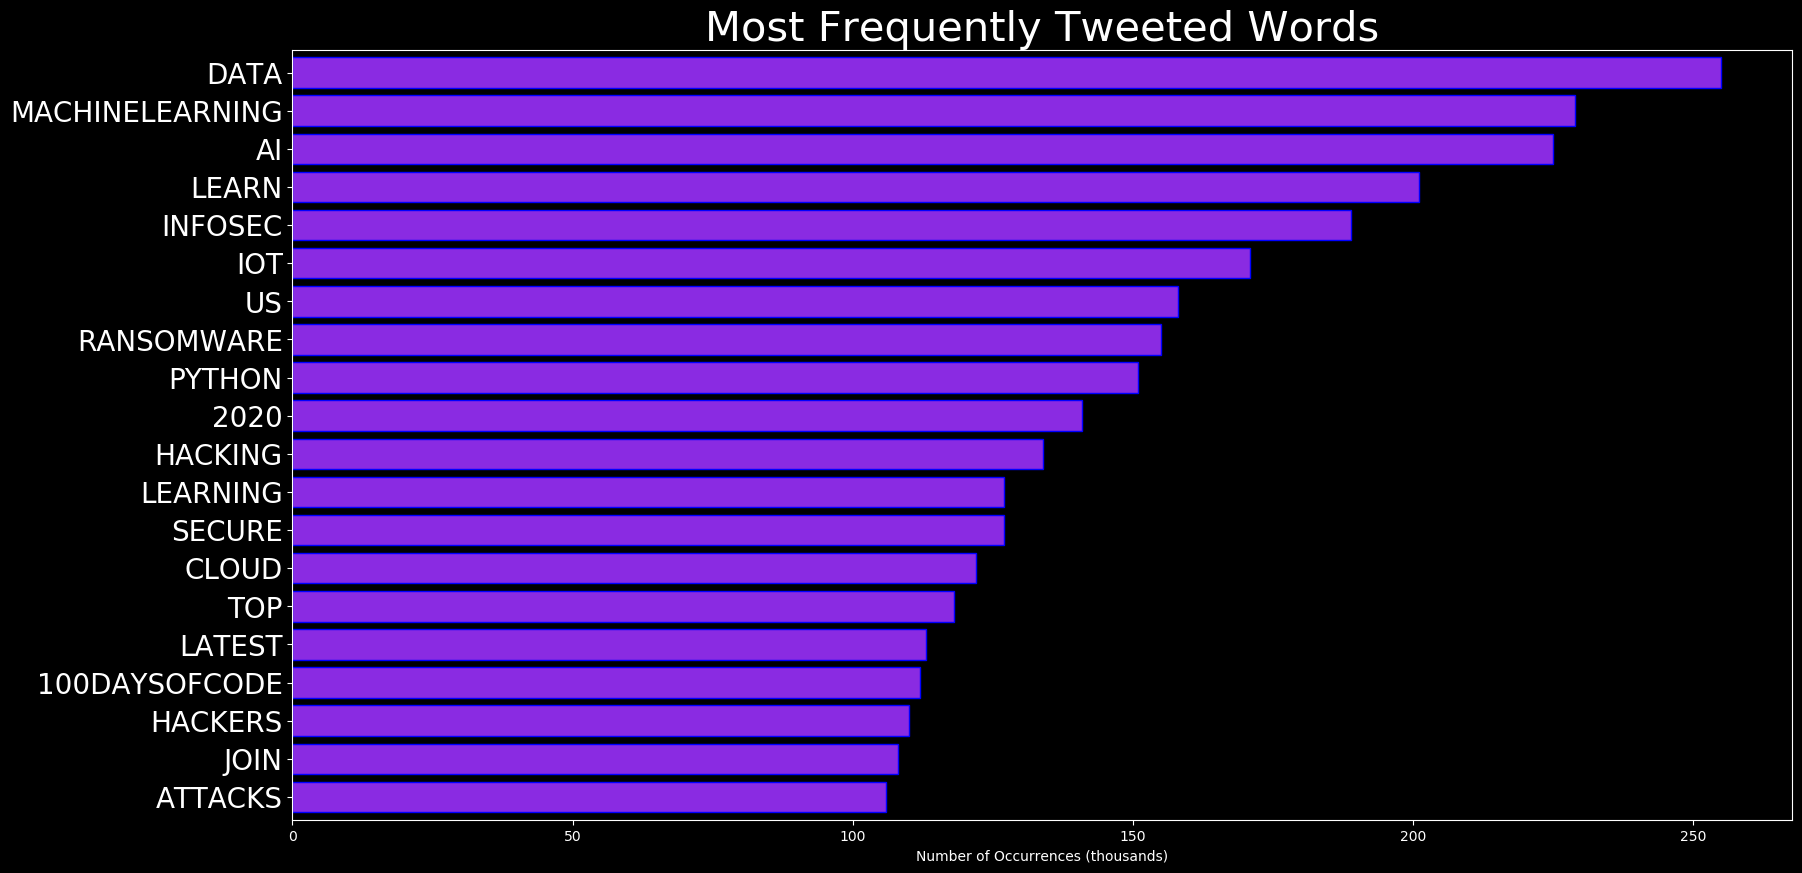 Most Frequently Tweeted Words
DATA
MACHINELEARNING
AI
LEARN
INFOSEC
IOT
US
RANSOMWARE
PYTHON
2020
HACKING
LEARNING
SECURE
CLOUD
TOP
LATEST
100DAYSOFCODE
HACKERS
JOIN
ATTACKS
0 50 100 150 200 250
Number of Occurrences (thousands)